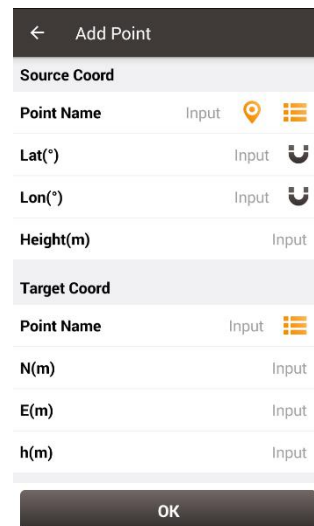 Add Point
Source Coord
Point Name Input
Lat(°) Input
Lon(°) Input
Height(m) Input
Target Coord
Point Name Input
N(m) Input
E(m) Input
h(m) Input
OK